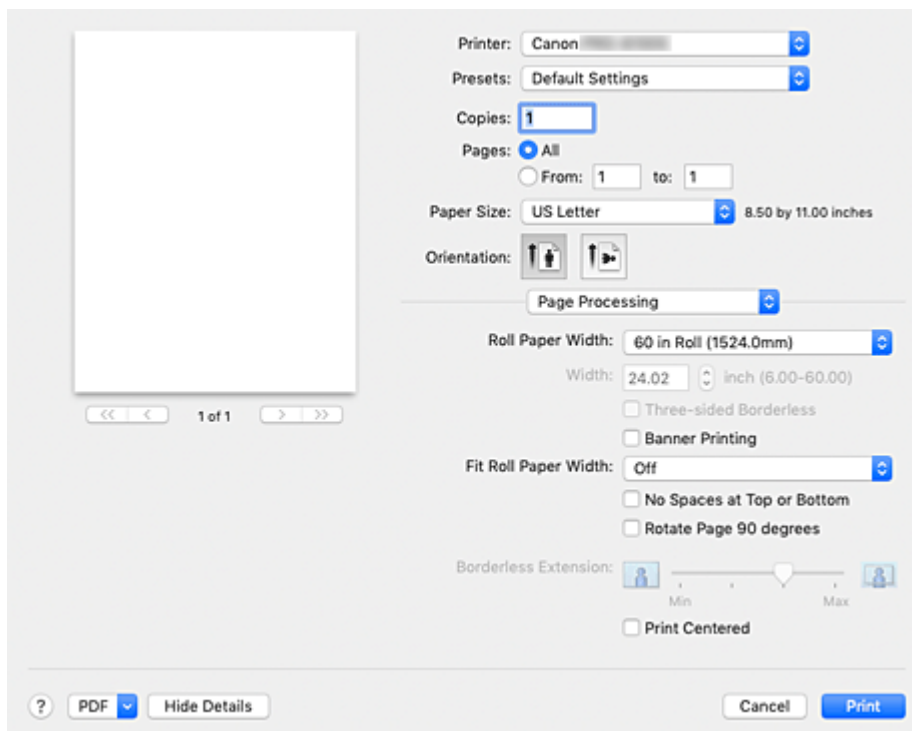 Printer: Canon
Presets: Default Settings
Copies: 1
Pages: All
From: 1 to: 1
Paper Size: US Letter 8.50 by 11.00 inches
Orientation:
Page Processing
Roll Paper Width: 60 in Roll (1524.0mm)
Width: 24.02 inch (6.00-60.00)
Three-sided Borderless
<< < 1 of 1 > >>
Banner Printing
Fit Roll Paper Width: Off
No Spaces at Top or Bottom
Rotate Page 90 degrees
Borderless Extension:
Min Max
Print Centered
? PDF Hide Details Cancel Print